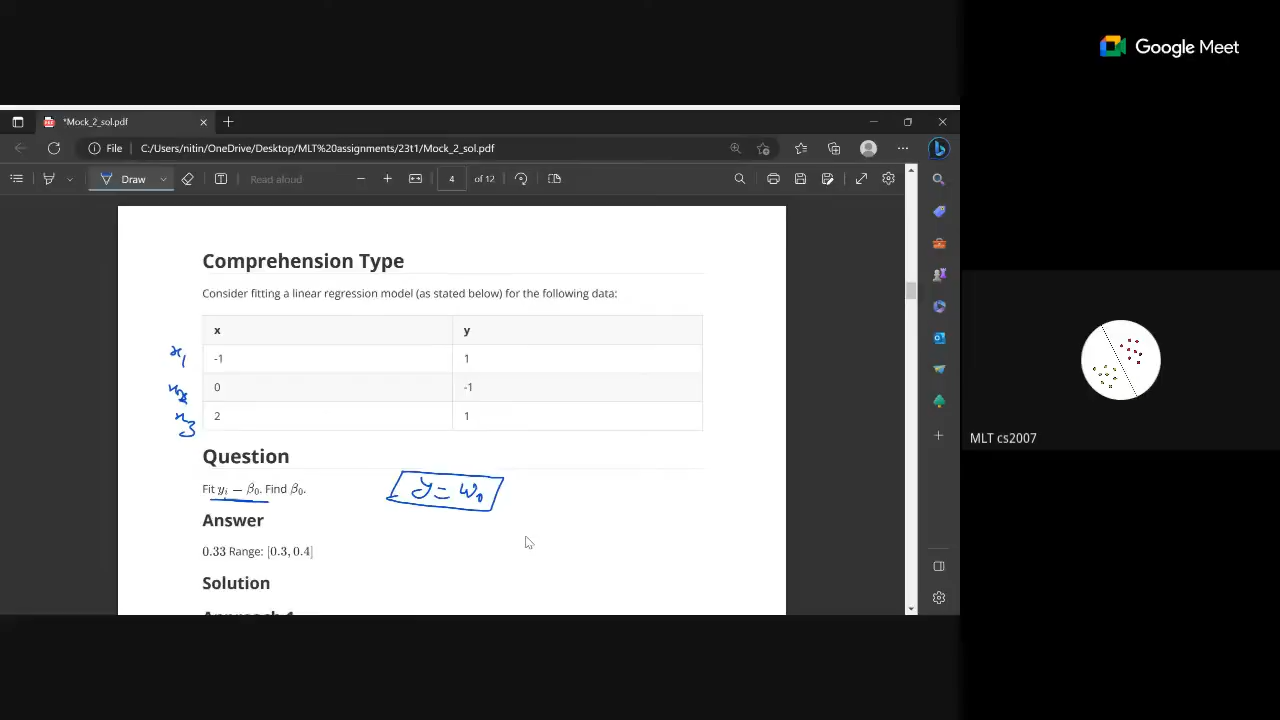 Google Meet
*Mock_2_sol.pdf
File C:/Users/nitin/OneDrive/Desktop/MLT%20assignments/23t1/Mock_2_sol.pdf
Draw Read aloud 4 of 12
Comprehension Type
Consider fitting a linear regression model (as stated below) for the following data:
x y
x₁ -1 1
x₂ 0 -1
x₃ 2 1
Question
Fit yᵢ = β₀. Find β₀.
y = w₀
Answer
0.33 Range: [0.3, 0.4]
Solution
Approach 1
MLT cs2007